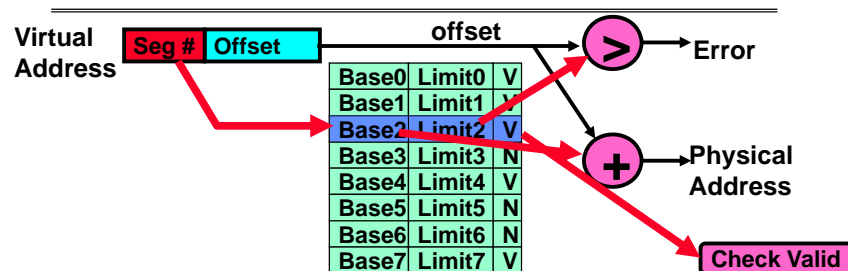 Virtual Address
Seg # Offset
offset
>
Error
Base0 Limit0 V
Base1 Limit1 V
Base2 Limit2 V
Base3 Limit3 N
Base4 Limit4 V
Base5 Limit5 N
Base6 Limit6 N
Base7 Limit7 V
+
Physical
Address
Check Valid